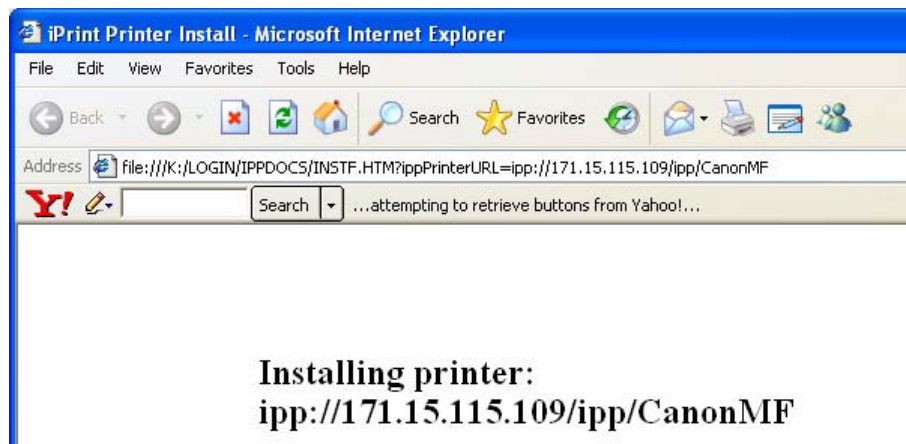 iPrint Printer Install - Microsoft Internet Explorer
File Edit View Favorites Tools Help
Back Search Favorites
Address file:///K:/LOGIN/IPPDOCS/INSTF.HTM?ippPrinterURL=ipp://171.15.115.109/ipp/CanonMF
Y! Search ...attempting to retrieve buttons from Yahoo!...
Installing printer:
ipp://171.15.115.109/ipp/CanonMF